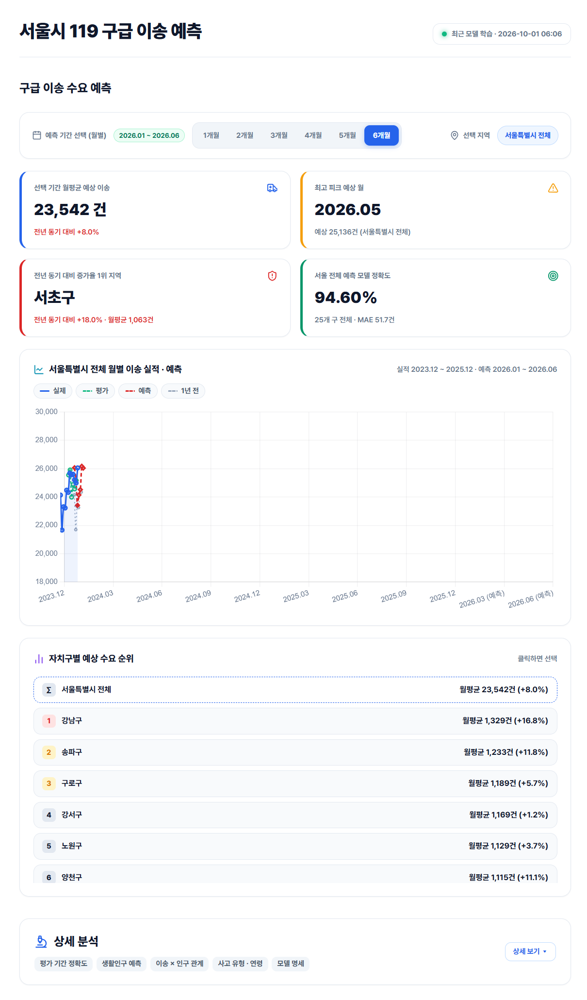 서울시 119 구급 이송 예측
최근 모델 학습 · 2026-10-01 06:06
구급 이송 수요 예측
예측 기간 선택 (월별)
2026.01 ~ 2026.06
1개월
2개월
3개월
4개월
5개월
6개월
선택 지역
서울특별시 전체
선택 기간 월평균 예상 이송
23,542 건
전년 동기 대비 +8.0%
최고 피크 예상 월
2026.05
예상 25,136건 (서울특별시 전체)
전년 동기 대비 증가율 1위 지역
서초구
전년 동기 대비 +18.0% · 월평균 1,063건
서울 전체 예측 모델 정확도
94.60%
25개 구 전체 · MAE 51.7건
서울특별시 전체 월별 이송 실적 · 예측
실적 2023.12 ~ 2025.12 · 예측 2026.01 ~ 2026.06
실제
평가
예측
1년 전
30,000
28,000
26,000
24,000
22,000
20,000
18,000
2023.12
2024.03
2024.06
2024.09
2024.12
2025.03
2025.06
2025.09
2025.12
2026.03 (예측)
2026.06 (예측)
자치구별 예상 수요 순위
클릭하면 선택
Σ 서울특별시 전체 월평균 23,542건 (+8.0%)
1 강남구 월평균 1,329건 (+16.8%)
2 송파구 월평균 1,233건 (+11.8%)
3 구로구 월평균 1,189건 (+5.7%)
4 강서구 월평균 1,169건 (+1.2%)
5 노원구 월평균 1,129건 (+3.7%)
6 양천구 월평균 1,115건 (+11.1%)
상세 분석
평가 기간 정확도
생활인구 예측
이송 × 인구 관계
사고 유형 · 연령
모델 명세
상세 보기